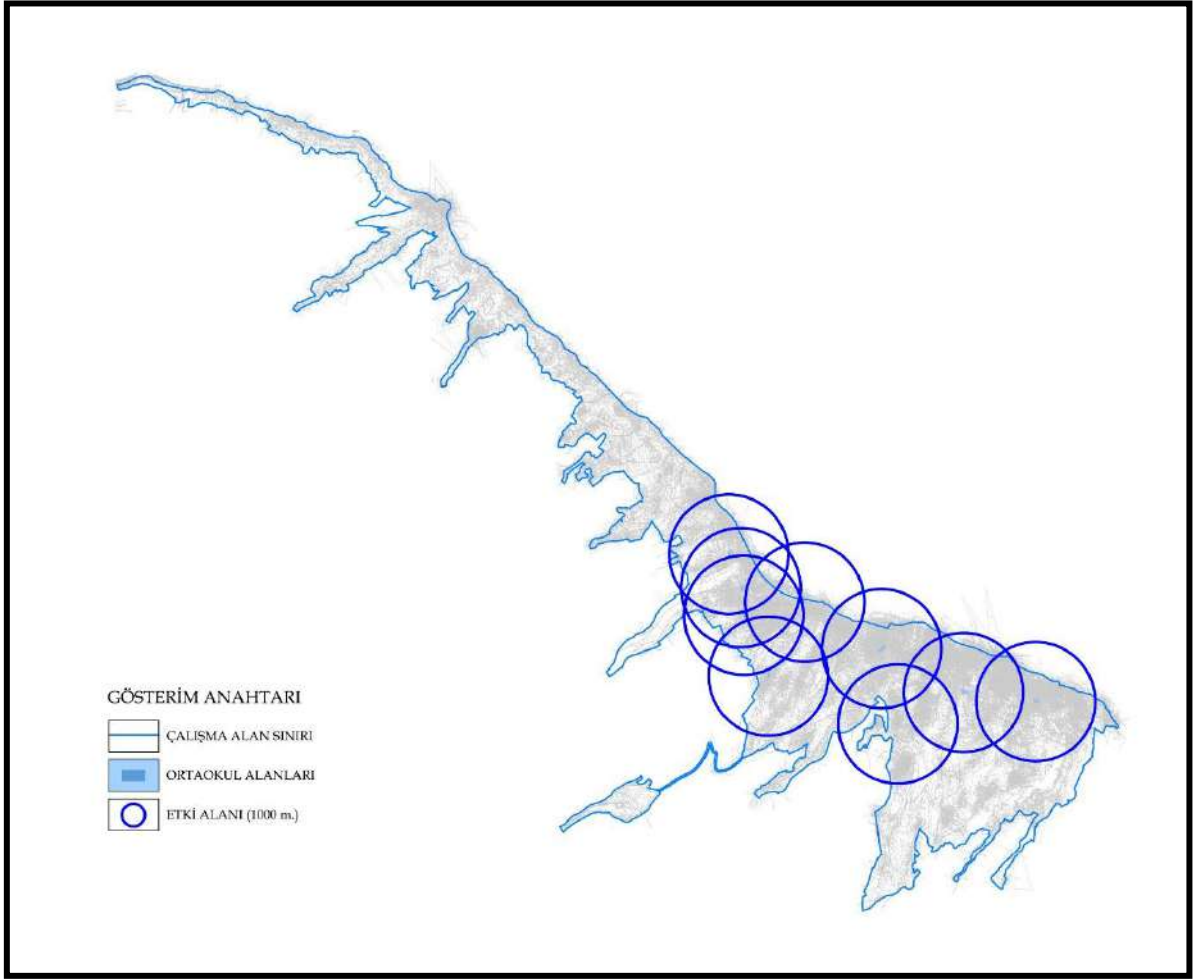 GÖSTERİM ANAHTARI
ÇALIŞMA ALAN SINIRI
ORTAOKUL ALANLARI
ETKİ ALANI (1000 m.)